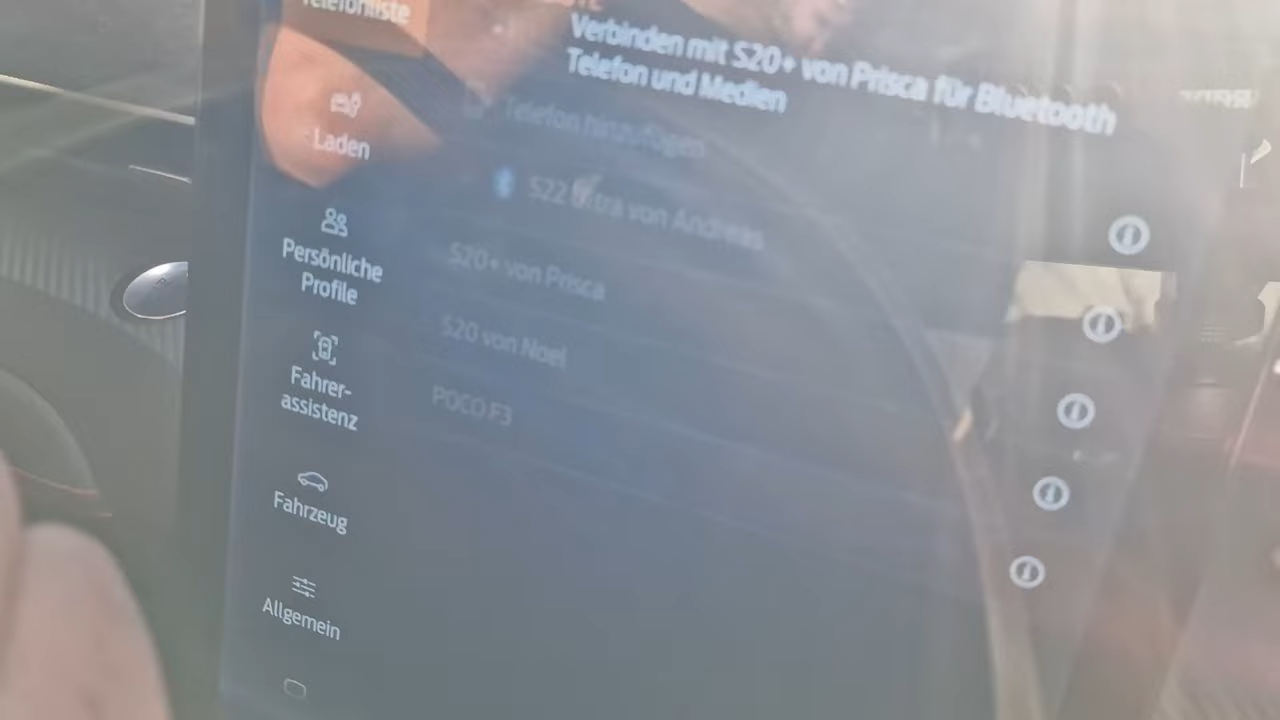 Telefonliste
Verbinden mit S20+ von Prisca für Bluetooth
Telefon und Medien
Telefon hinzufügen
Laden
S22 Ultra von Andreas
Persönliche
Profile
S20+ von Prisca
S20 von Noel
Fahrer-
assistenz
POCO F3
Fahrzeug
Allgemein